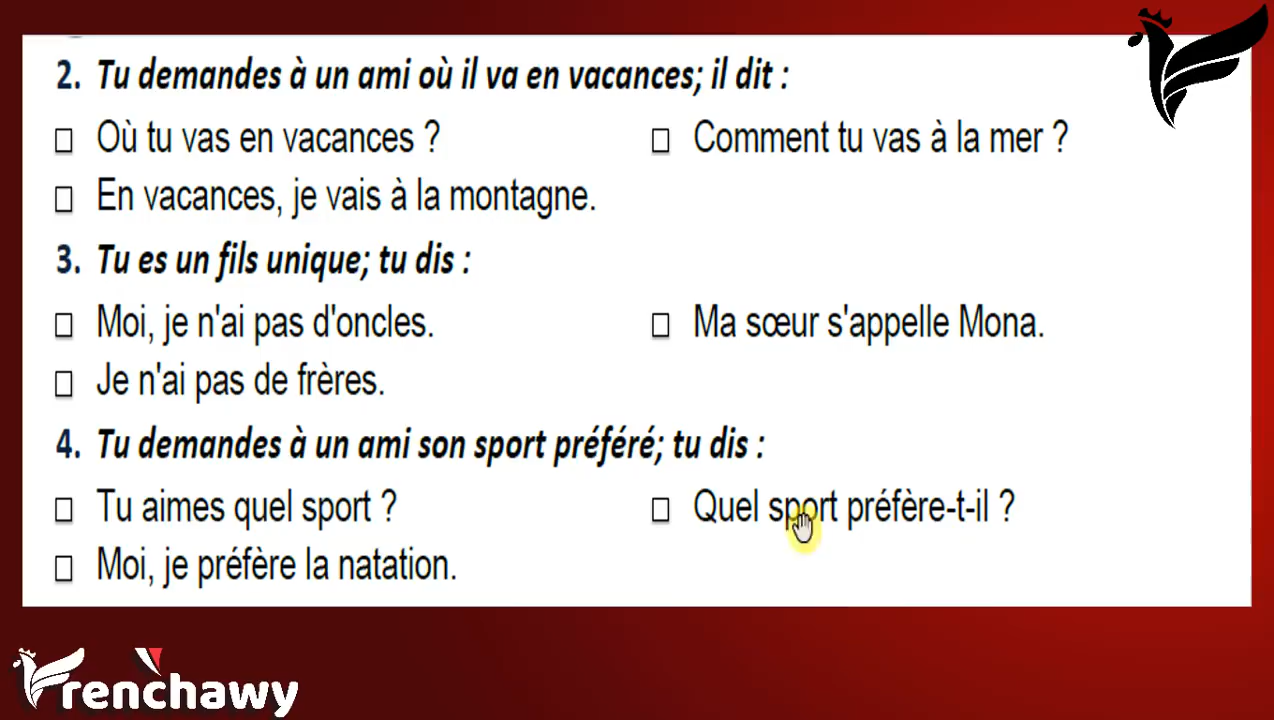 2. Tu demandes à un ami où il va en vacances; il dit :
□ Où tu vas en vacances ? □ Comment tu vas à la mer ?
□ En vacances, je vais à la montagne.
3. Tu es un fils unique; tu dis :
□ Moi, je n'ai pas d'oncles. □ Ma sœur s'appelle Mona.
□ Je n'ai pas de frères.
4. Tu demandes à un ami son sport préféré; tu dis :
□ Tu aimes quel sport ? □ Quel sport préfère-t-il ?
□ Moi, je préfère la natation.
Frenchawy